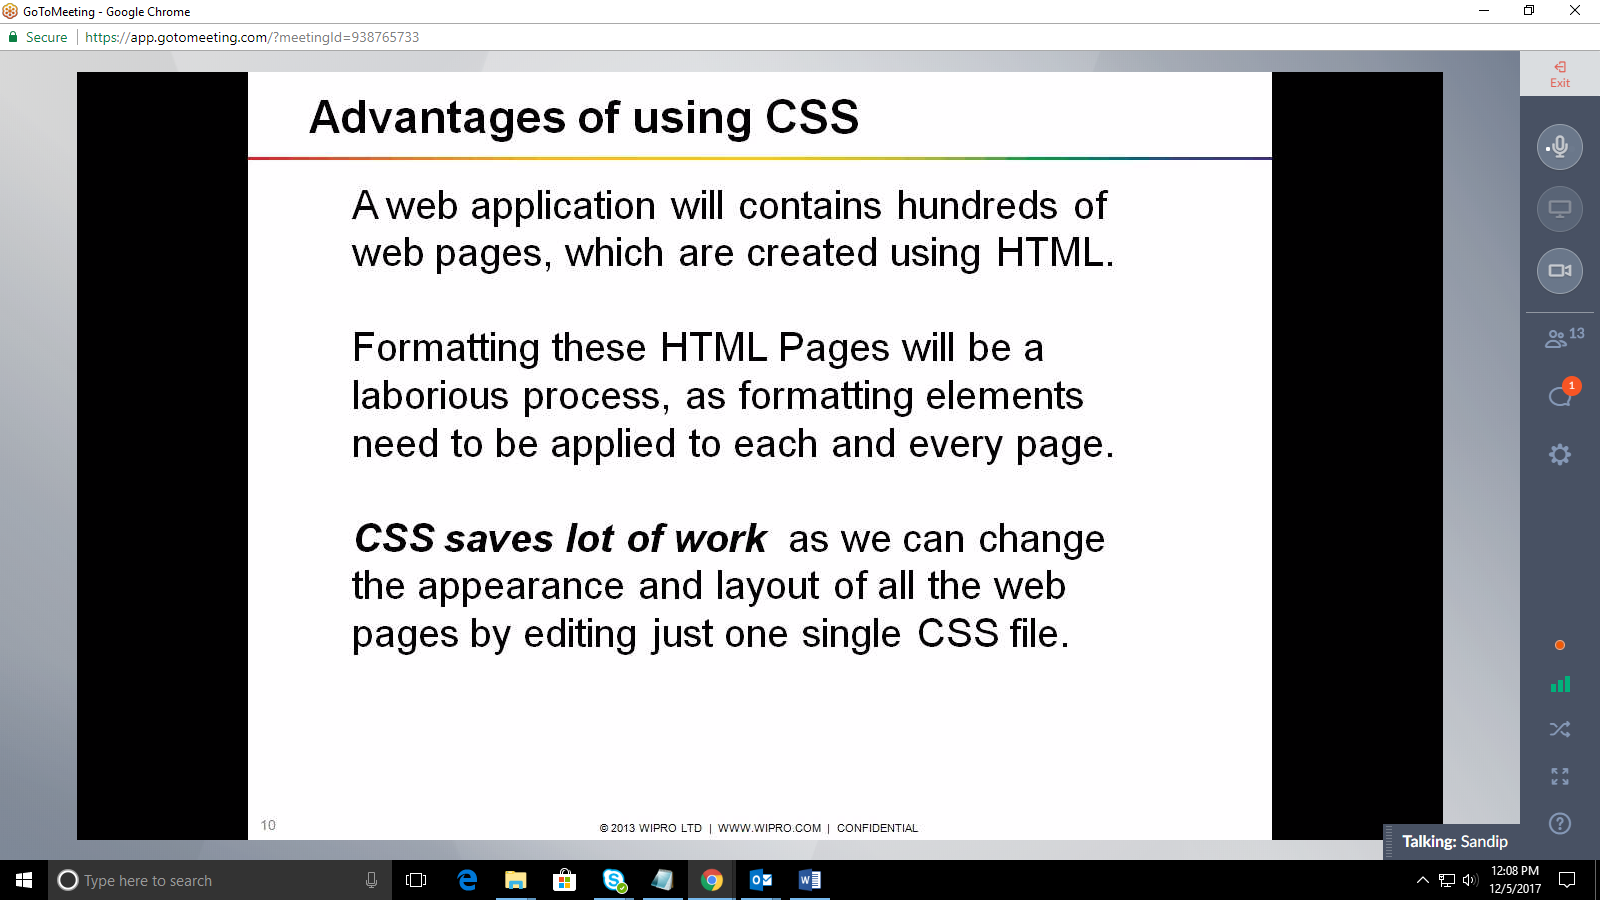 GoToMeeting - Google Chrome
Secure | https://app.gotomeeting.com/?meetingId=938765733
Exit
Advantages of using CSS
A web application will contains hundreds of
web pages, which are created using HTML.
13
Formatting these HTML Pages will be a
laborious process, as formatting elements
1
need to be applied to each and every page.
CSS saves lot of work as we can change
the appearance and layout of all the web
pages by editing just one single CSS file.
10
© 2013 WIPRO LTD | WWW.WIPRO.COM | CONFIDENTIAL
Talking: Sandip
Type here to search
12:08 PM
12/5/2017